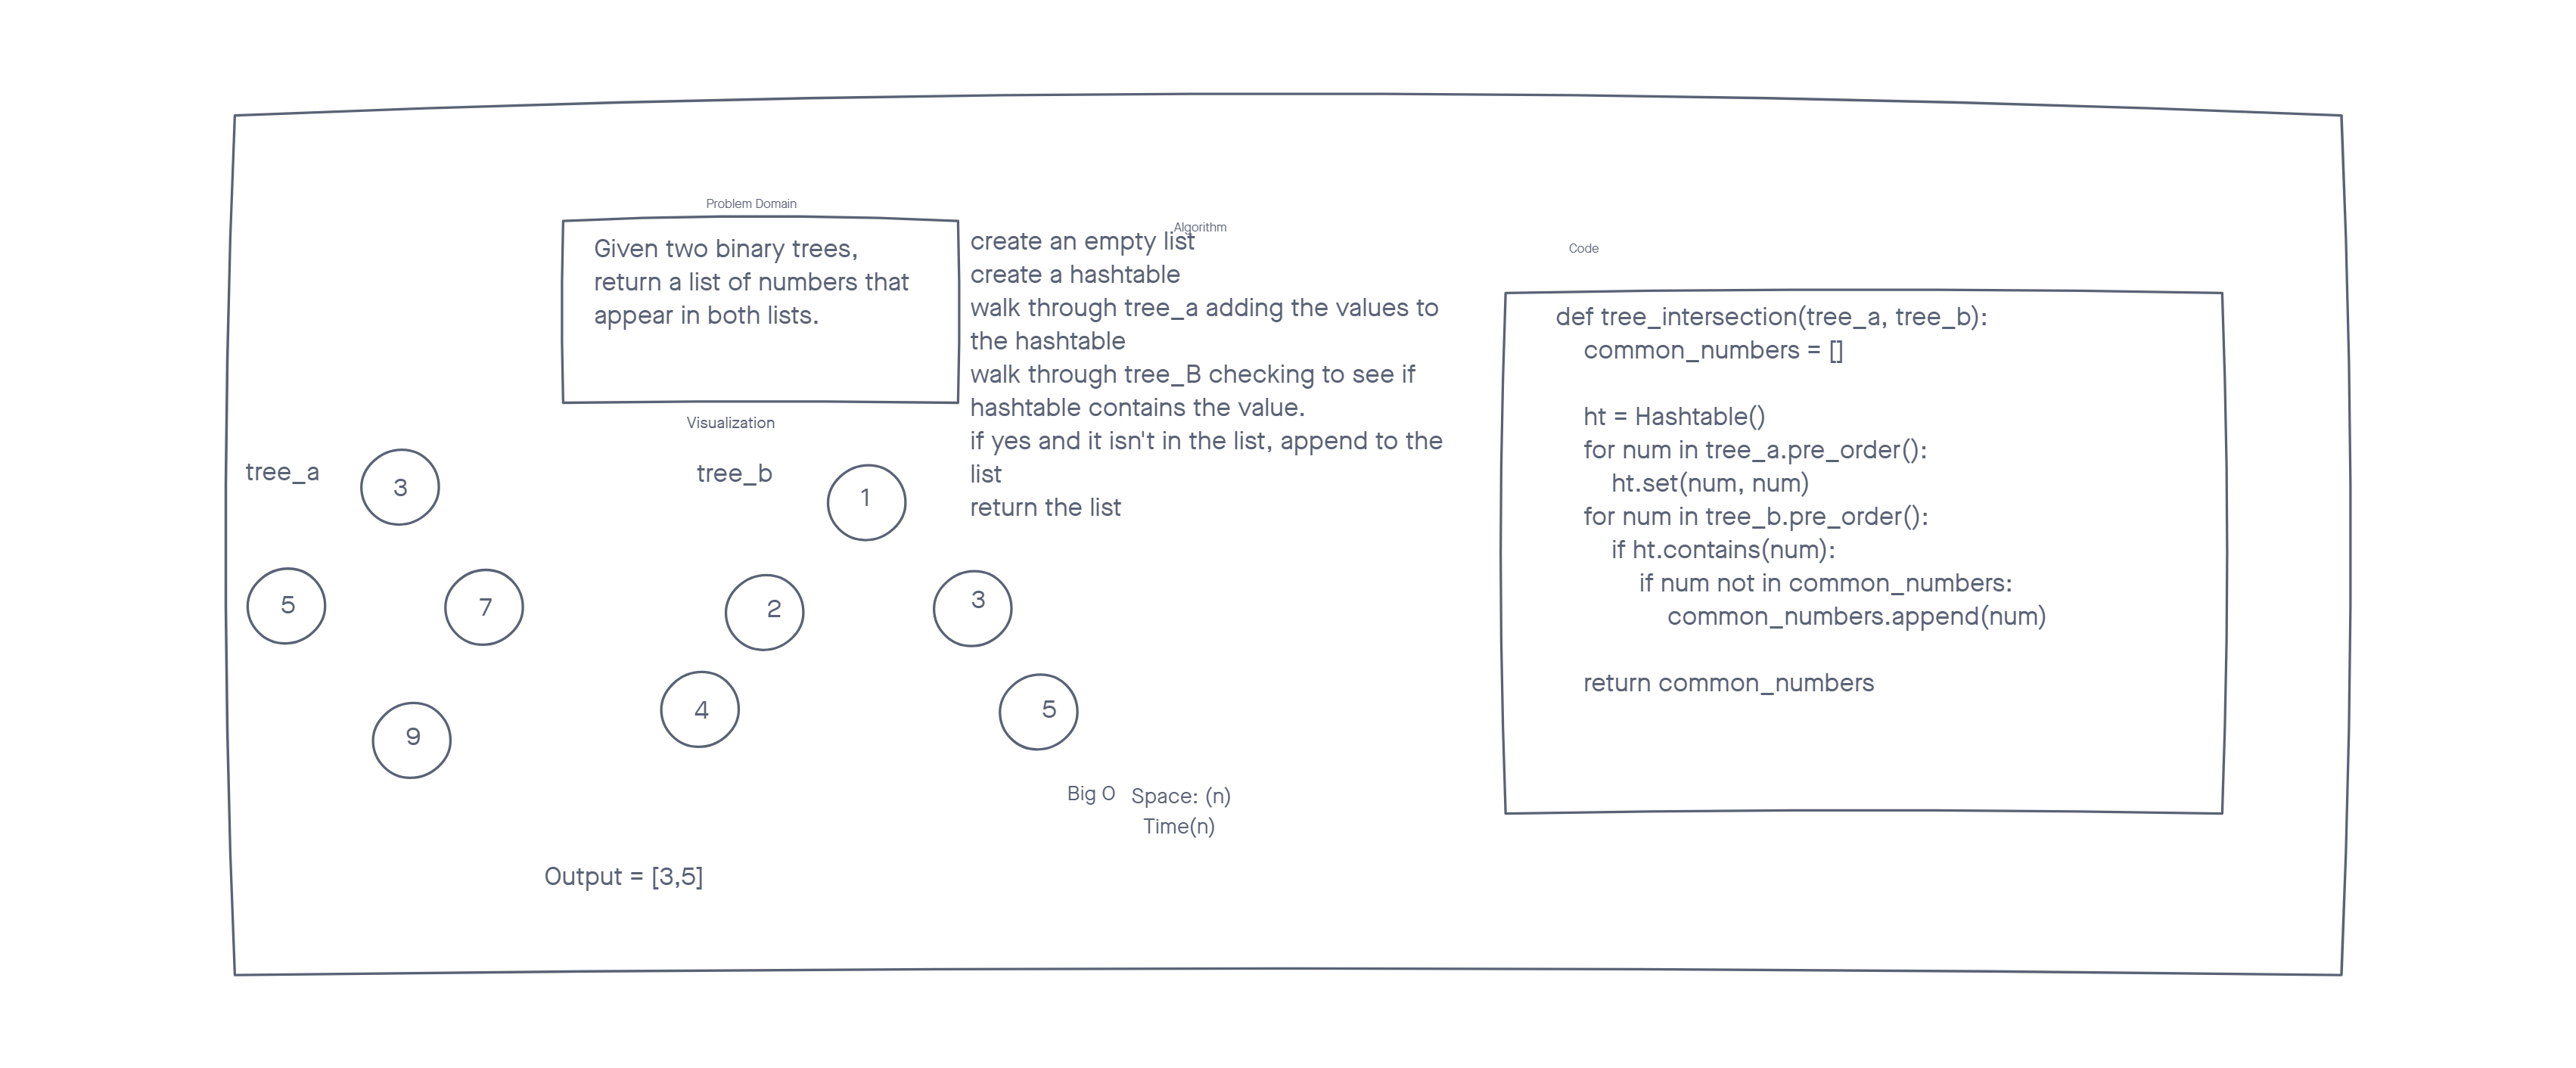 Problem Domain
Given two binary trees,
return a list of numbers that
appear in both lists.
Algorithm
create an empty list
create a hashtable
walk through tree_a adding the values to
the hashtable
walk through tree_B checking to see if
hashtable contains the value.
if yes and it isn't in the list, append to the
list
return the list
Visualization
tree_a
3
5
7
9
tree_b
1
2
3
4
5
Big O
Space: (n)
Time(n)
Output = [3,5]
Code
def tree_intersection(tree_a, tree_b):
    common_numbers = []
    ht = Hashtable()
    for num in tree_a.pre_order():
        ht.set(num, num)
    for num in tree_b.pre_order():
        if ht.contains(num):
            if num not in common_numbers:
                common_numbers.append(num)
    return common_numbers